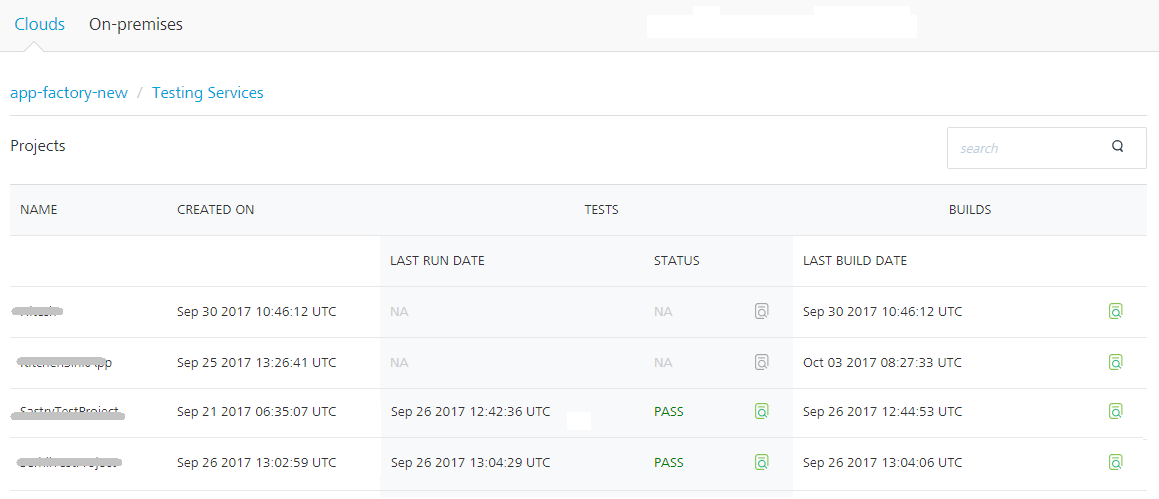 Clouds On-premises
app-factory-new / Testing Services
Projects
search
NAME CREATED ON TESTS BUILDS
LAST RUN DATE STATUS LAST BUILD DATE
Sep 30 2017 10:46:12 UTC NA NA Sep 30 2017 10:46:12 UTC
Sep 25 2017 13:26:41 UTC NA NA Oct 03 2017 08:27:33 UTC
SastryTestProject Sep 21 2017 06:35:07 UTC Sep 26 2017 12:42:36 UTC PASS Sep 26 2017 12:44:53 UTC
Sep 26 2017 13:02:59 UTC Sep 26 2017 13:04:29 UTC PASS Sep 26 2017 13:04:06 UTC